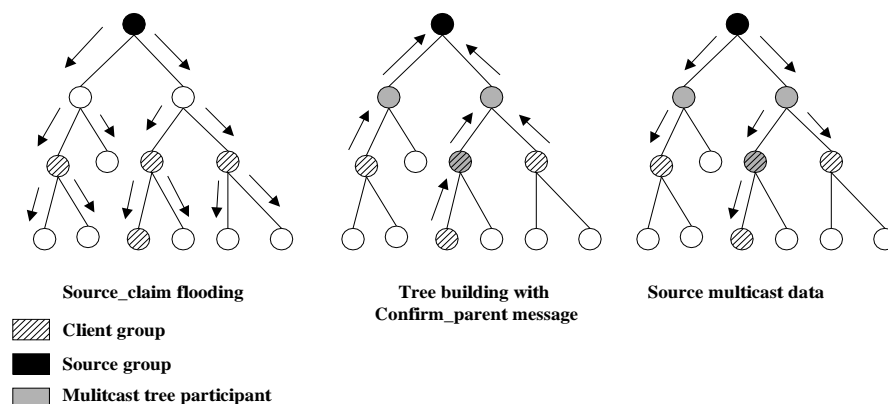 Source_claim flooding
Tree building with
Confirm_parent message
Source multicast data
Client group
Source group
Mulitcast tree participant